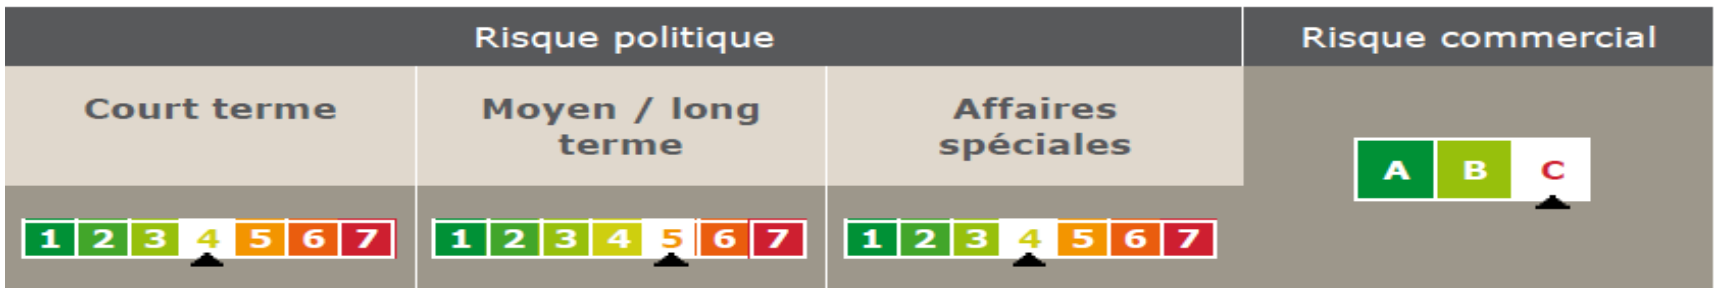 Risque politique
Risque commercial
Court terme
Moyen / long
terme
Affaires
spéciales
A B C
1 2 3 4 5 6 7
1 2 3 4 5 6 7
1 2 3 4 5 6 7